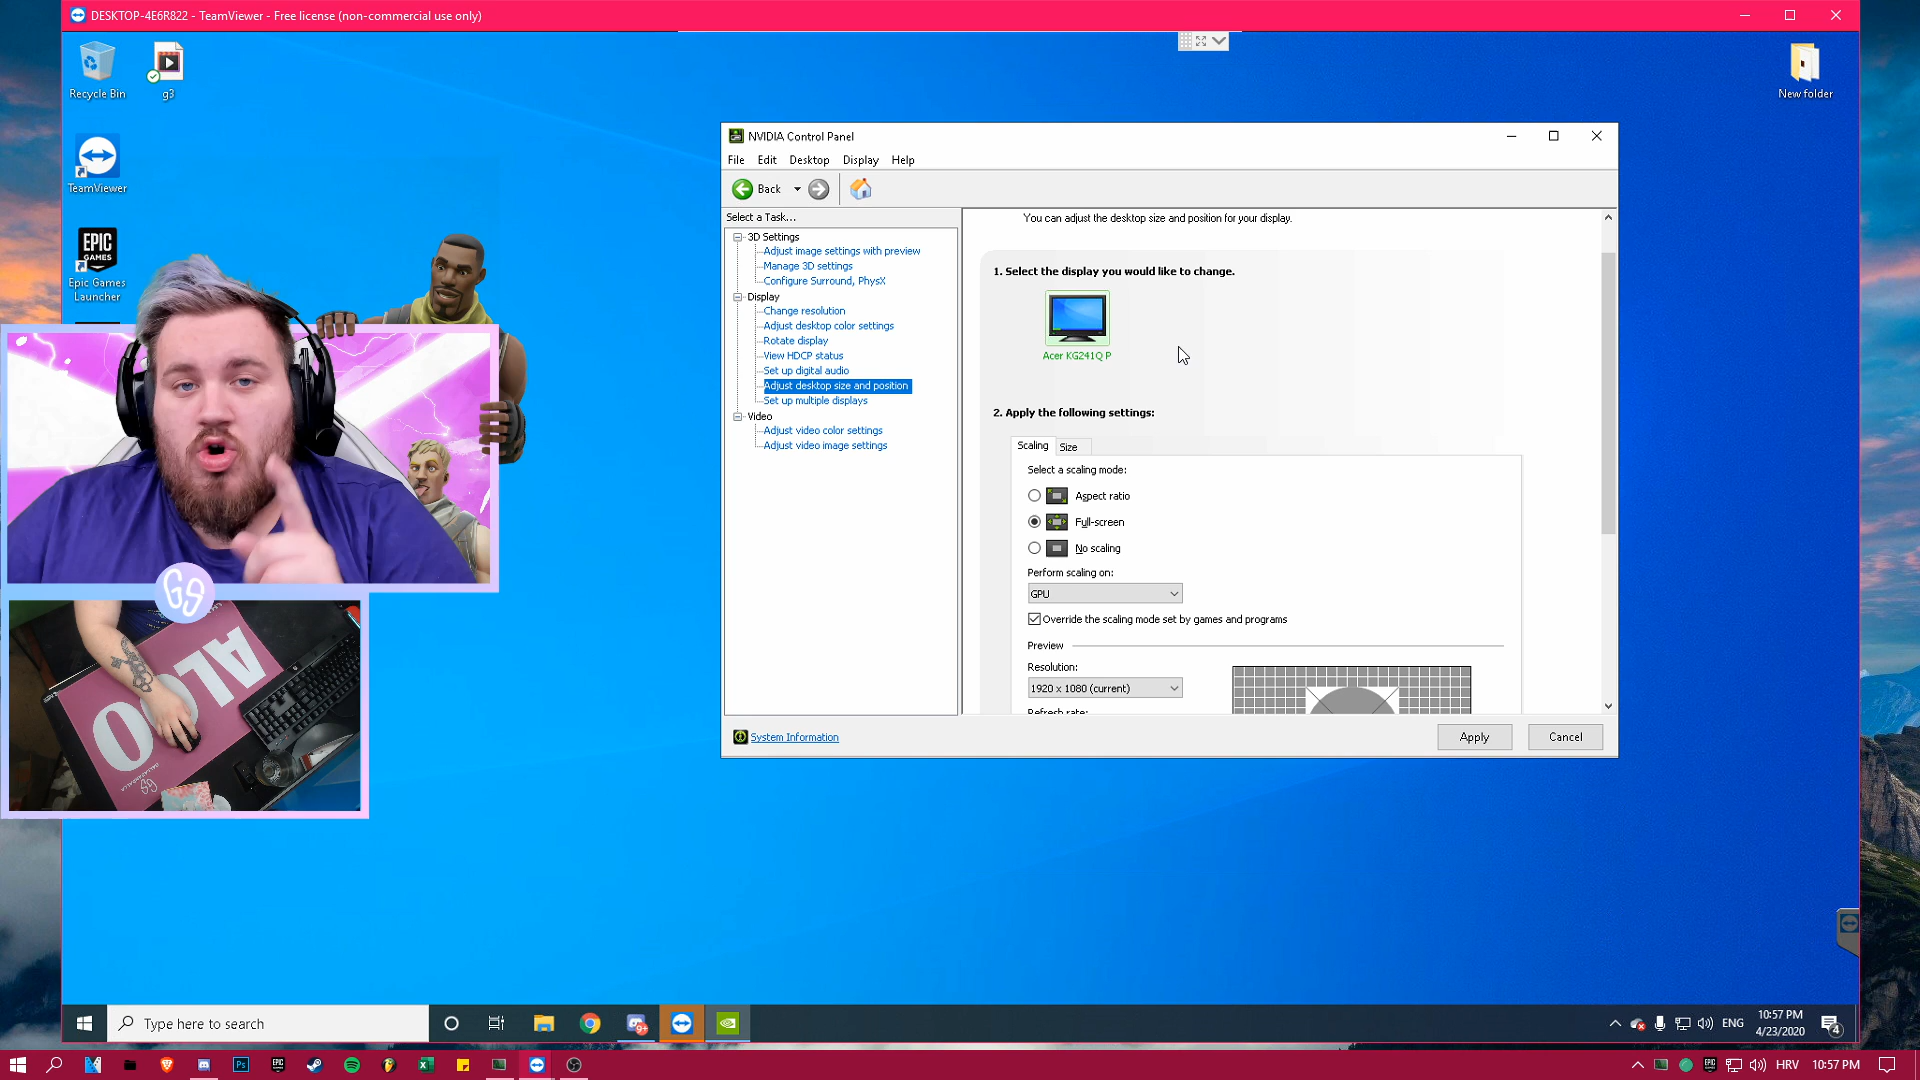 DESKTOP-4E6R822 - TeamViewer - Free license (non-commercial use only)
Recycle Bin
g3
New folder
TeamViewer
EPIC
GAMES
Epic Games
Launcher
NVIDIA Control Panel
File Edit Desktop Display Help
Back
Select a Task...
3D Settings
Adjust image settings with preview
Manage 3D settings
Configure Surround, PhysX
Display
Change resolution
Adjust desktop color settings
Rotate display
View HDCP status
Set up digital audio
Adjust desktop size and position
Set up multiple displays
Video
Adjust video color settings
Adjust video image settings
System Information
You can adjust the desktop size and position for your display.
1. Select the display you would like to change.
Acer KG241Q P
2. Apply the following settings:
Scaling Size
Select a scaling mode:
Aspect ratio
Full-screen
No scaling
Perform scaling on:
GPU
Override the scaling mode set by games and programs
Preview
Resolution:
1920 x 1080 (current)
Refresh rate:
Apply Cancel
GS
Type here to search
9+
ENG
10:57 PM
4/23/2020
4
Ps
EPIC
HRV 10:57 PM